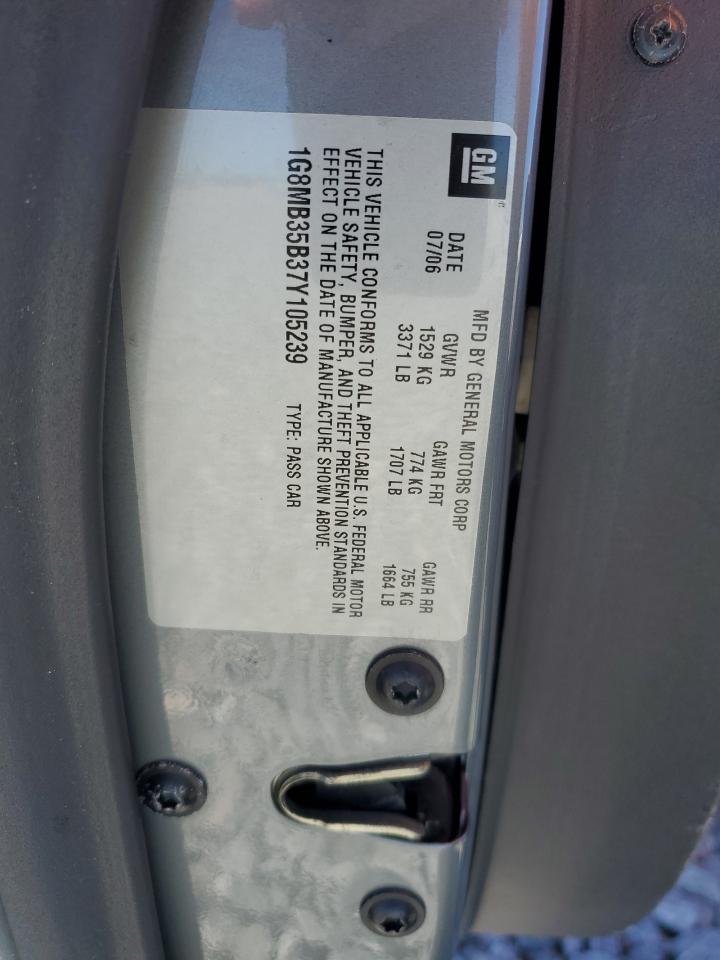 GM
MFD BY GENERAL MOTORS CORP
DATE GVWR GAWR FRT GAWR RR
07/06 1529 KG 774 KG 755 KG
3371 LB 1707 LB 1664 LB
THIS VEHICLE CONFORMS TO ALL APPLICABLE U.S. FEDERAL MOTOR
VEHICLE SAFETY, BUMPER, AND THEFT PREVENTION STANDARDS IN
EFFECT ON THE DATE OF MANUFACTURE SHOWN ABOVE.
1G8MB35B37Y105239 TYPE: PASS CAR